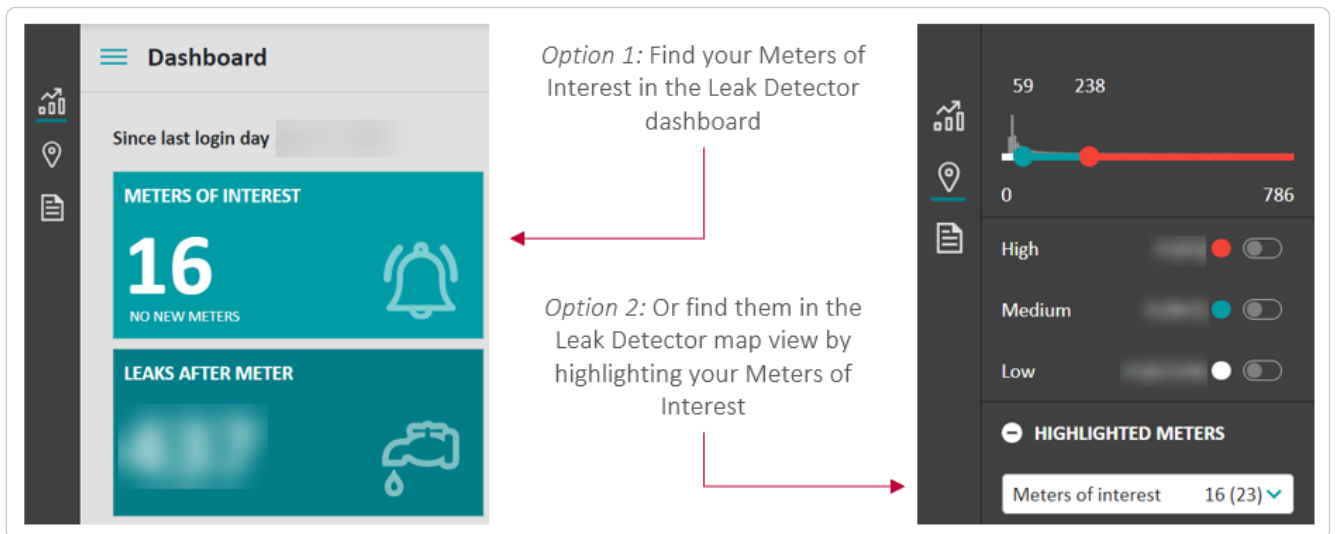 Dashboard
Since last login day
METERS OF INTEREST
16
NO NEW METERS
LEAKS AFTER METER
Option 1: Find your Meters of
Interest in the Leak Detector
dashboard
Option 2: Or find them in the
Leak Detector map view by
highlighting your Meters of
Interest
59 238
0 786
High
Medium
Low
HIGHLIGHTED METERS
Meters of interest 16 (23)